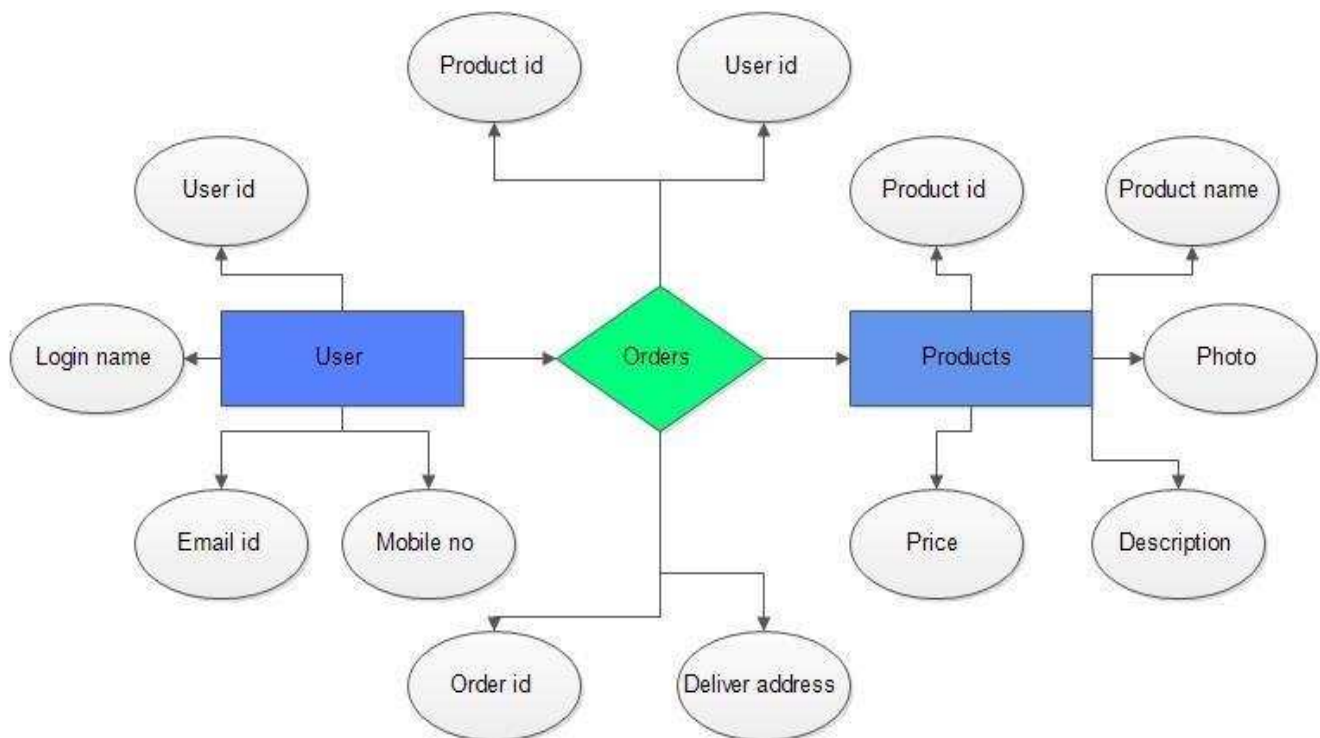 Product id
User id
User id
Product id
Product name
Login name
User
Orders
Products
Photo
Email id
Mobile no
Price
Description
Order id
Deliver address